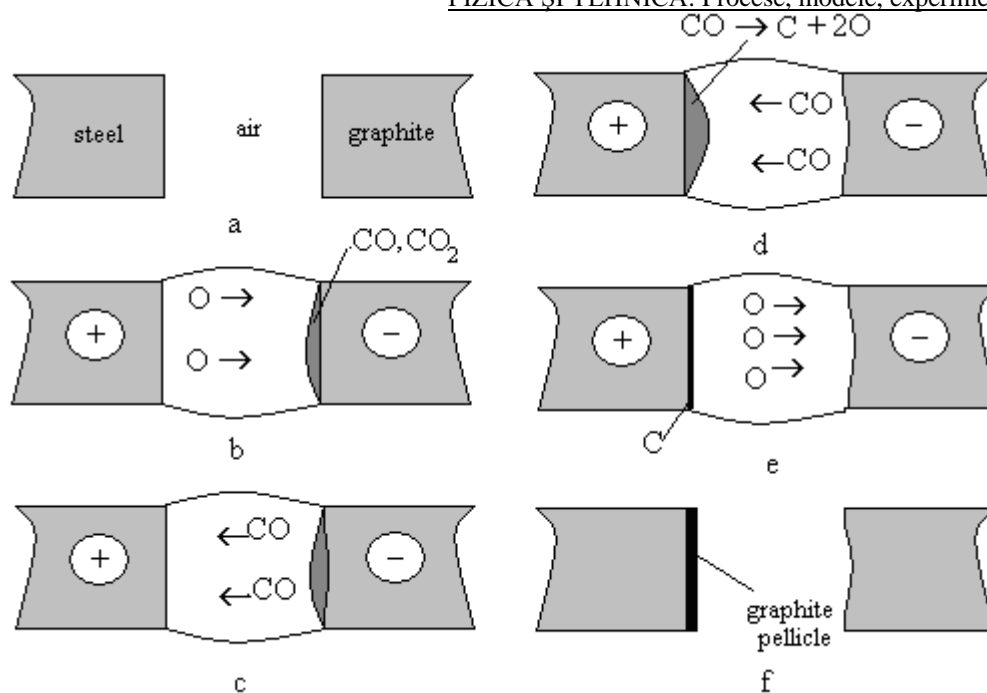 FIZICA ŞI TEHNICA: Procese, modele, experime
CO → C + 2O
steel
air
graphite
a
+
← CO
← CO
−
d
CO, CO₂
+
O →
O →
−
b
+
O →
O →
O →
−
C
e
+
←CO
←CO
−
c
graphite
pellicle
f